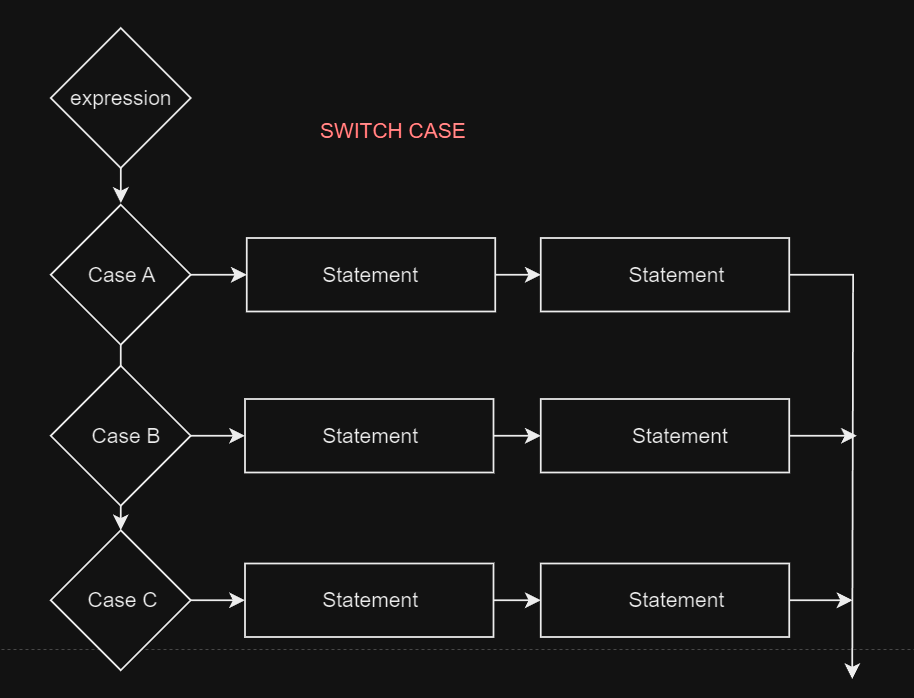 expression
SWITCH CASE
Case A
Statement
Statement
Case B
Statement
Statement
Case C
Statement
Statement